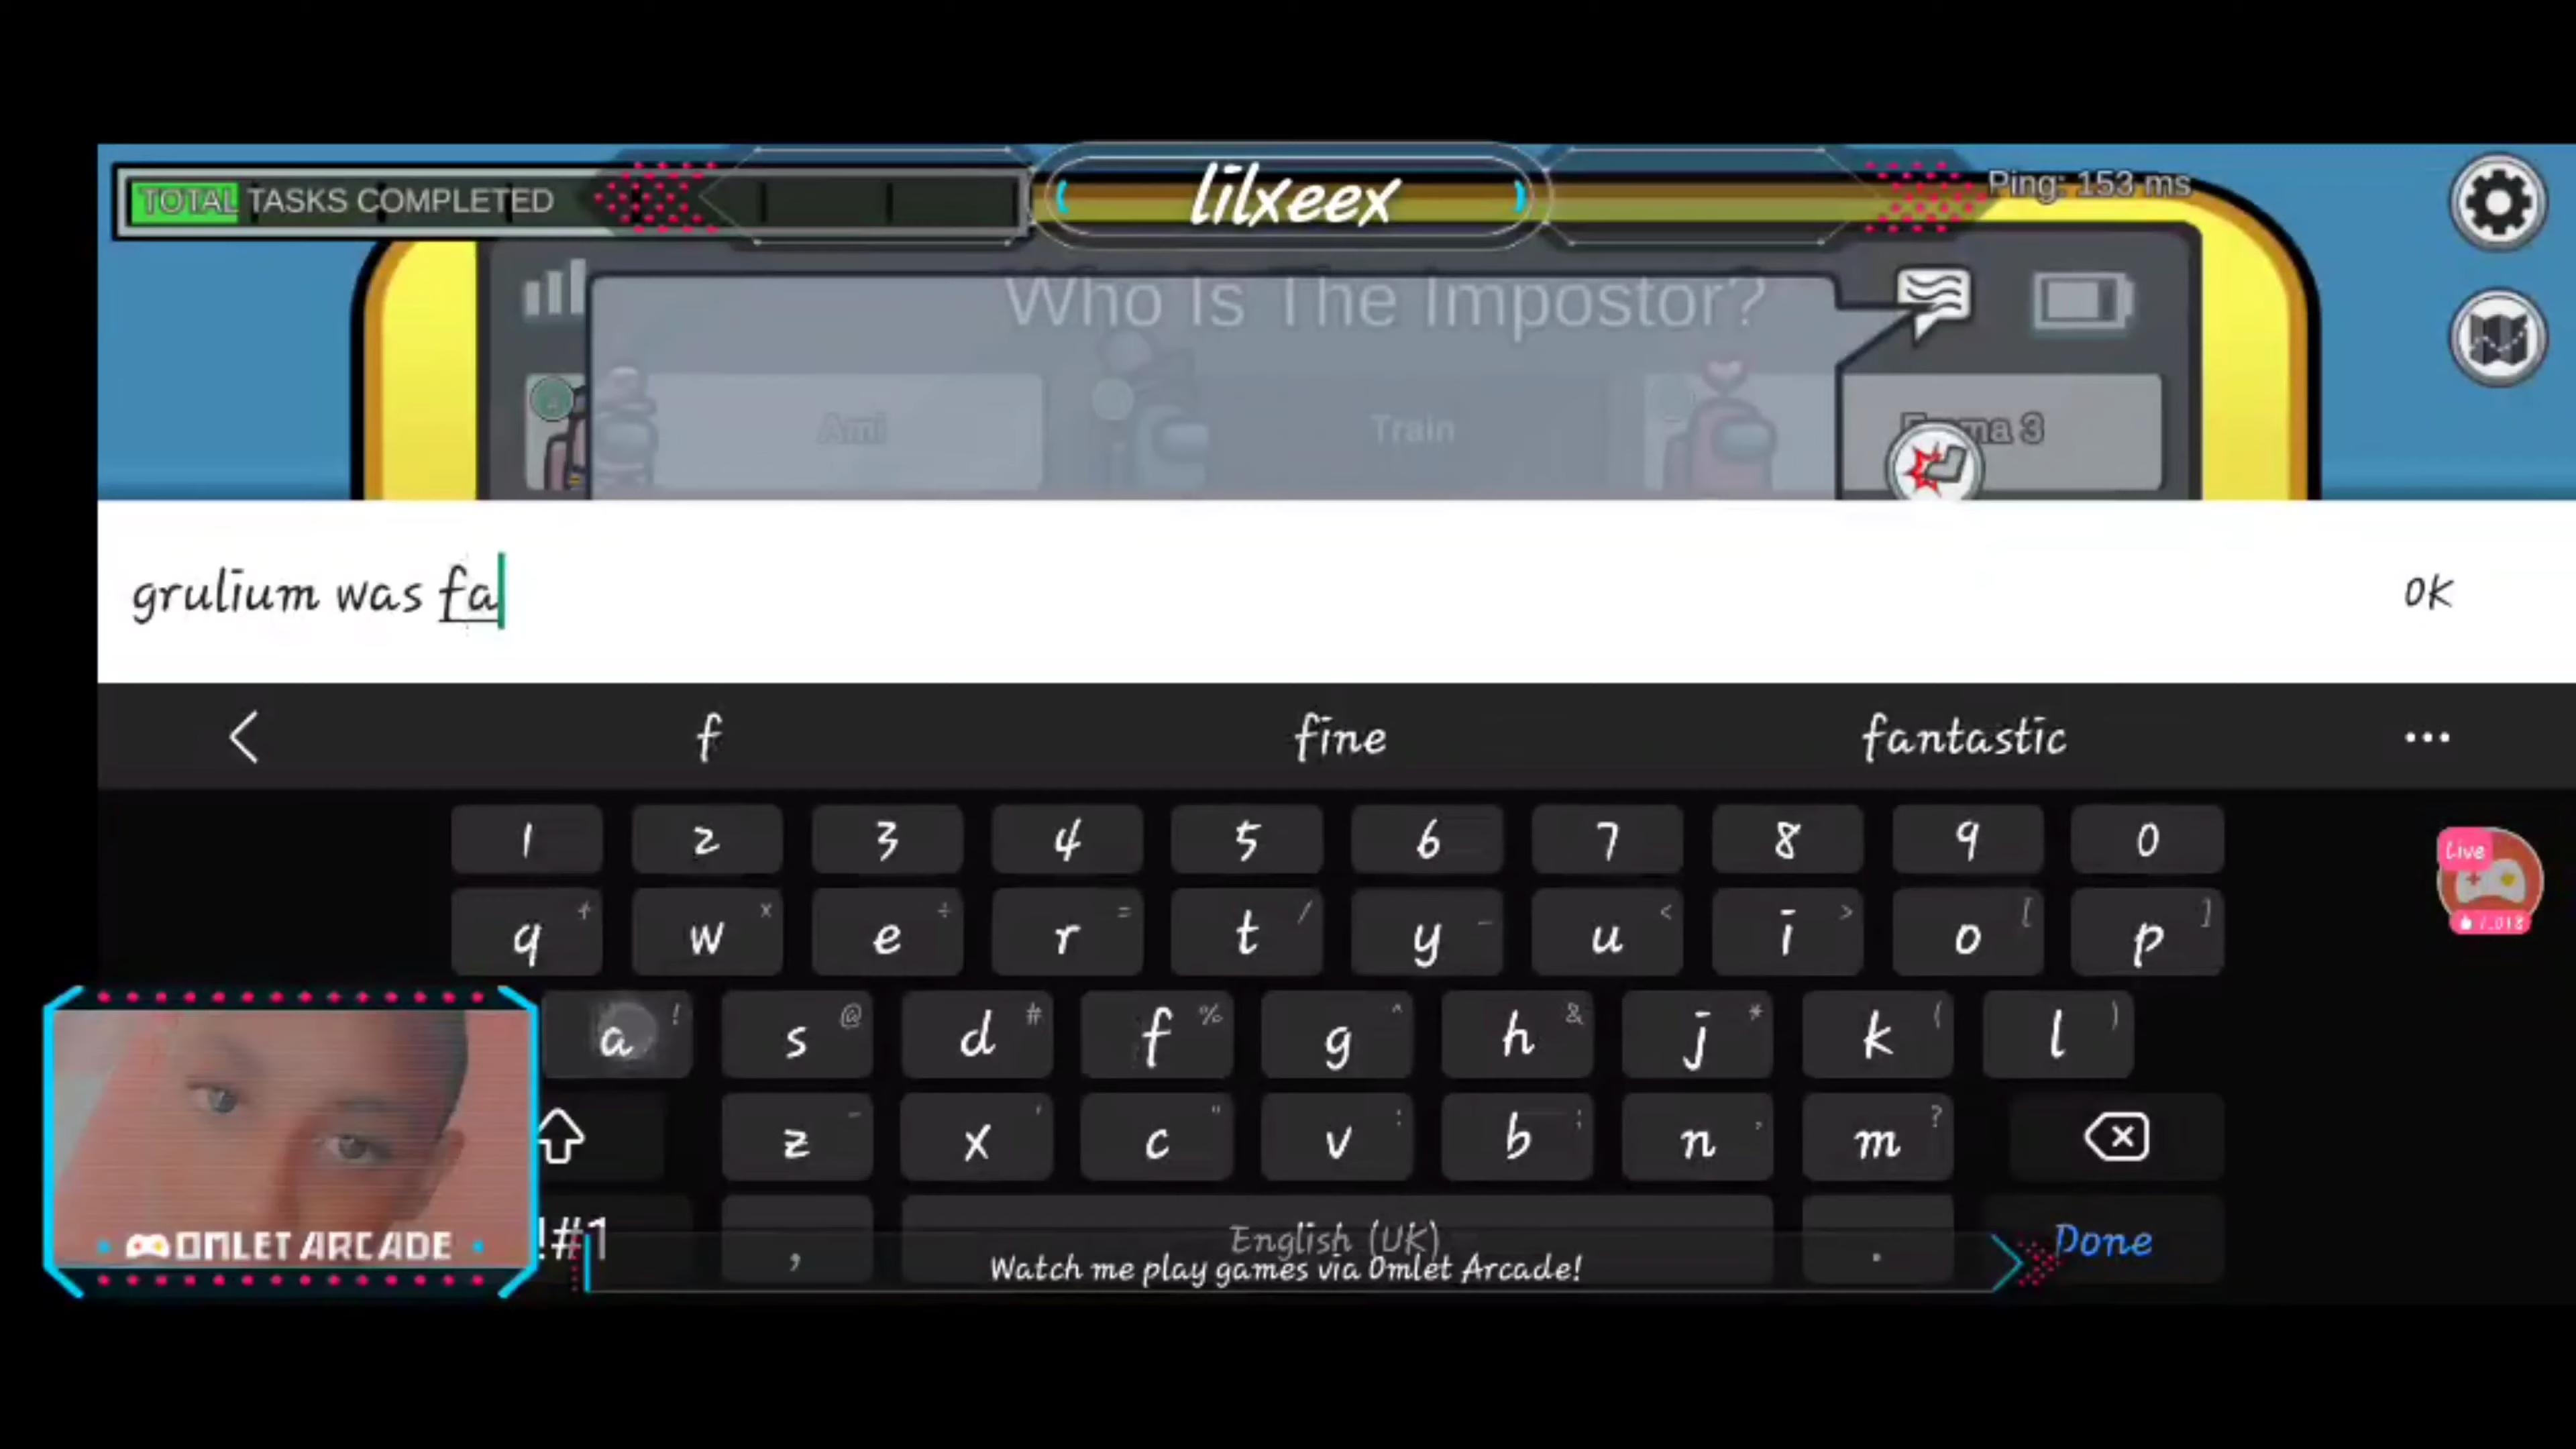 TOTAL TASKS COMPLETED
lilxeex
Ping: 153 ms
Who Is The Impostor?
Ami
Train
3
grulium was fa
OK
f
fine
fantastic
1 2 3 4 5 6 7 8 9 0
q + w × e ÷ r = t / y _ u < i > o [ p ]
a ! s @ d # f % g ^ h & j * k ( l )
z - x ' c " v : b ; n , m ?
!#1
,
English (UK)
.
Done
Live
OMLET ARCADE
Watch me play games via Omlet Arcade!